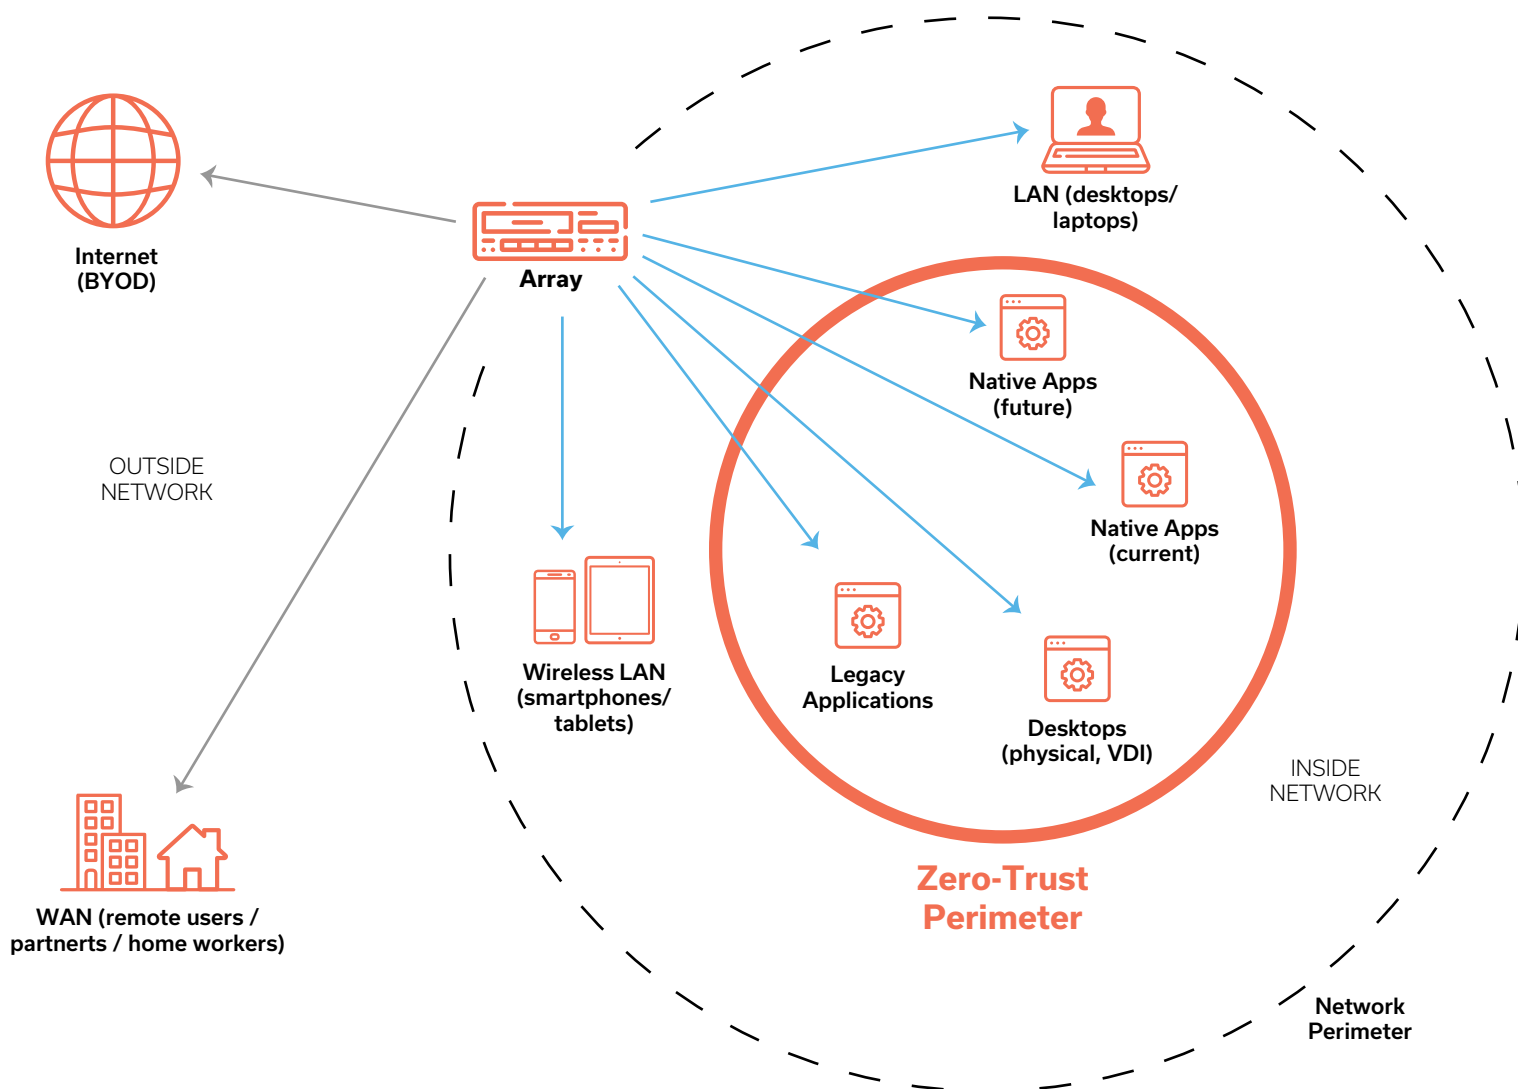 Internet
(BYOD)
Array
LAN (desktops/
laptops)
Native Apps
(future)
OUTSIDE
NETWORK
Native Apps
(current)
Wireless LAN
(smartphones/
tablets)
Legacy
Applications
Desktops
(physical, VDI)
INSIDE
NETWORK
Zero-Trust
Perimeter
WAN (remote users /
partnerts / home workers)
Network
Perimeter